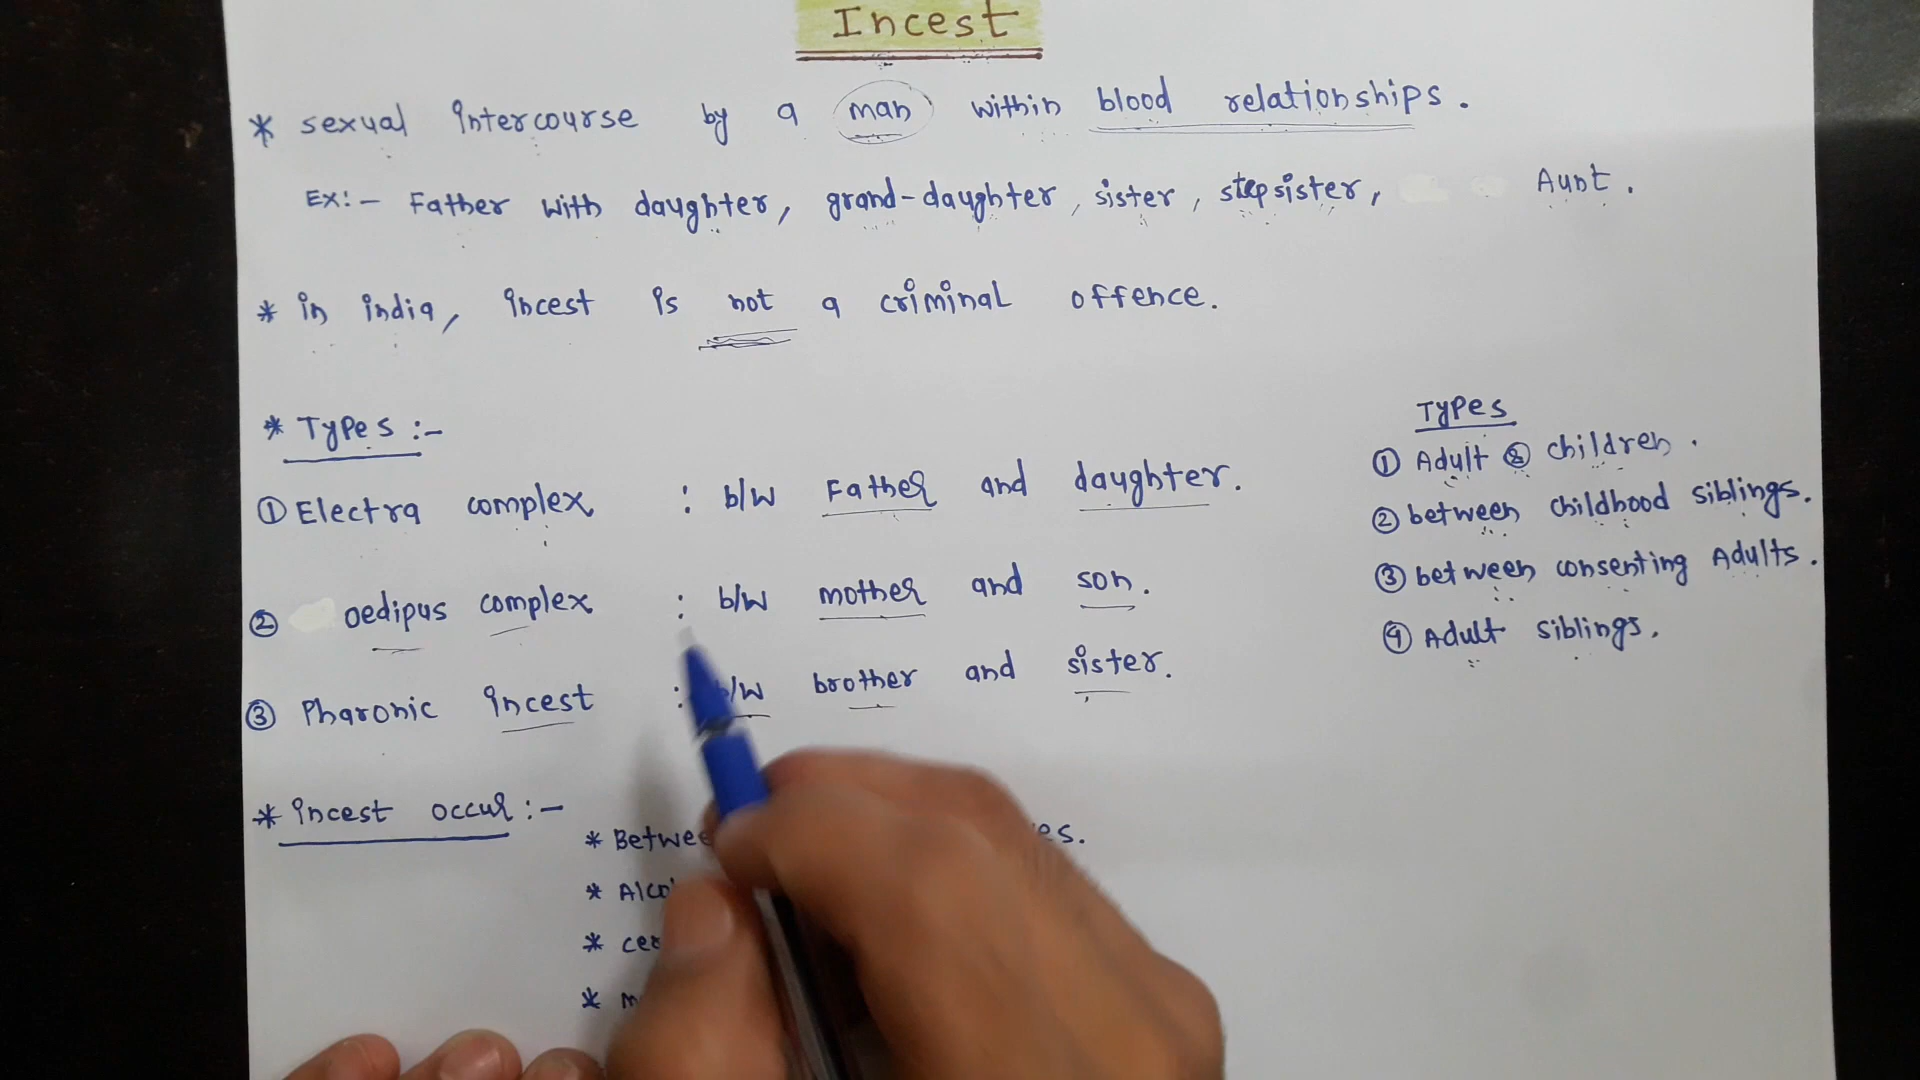 Incest
* sexual intercourse by a man within blood relationships.
Ex:- Father with daughter, grand-daughter, sister, stepsister, Aunt.
* in india, incest is not a criminal offence.
* Types :-
① Electra complex : b/w Father and daughter.
② oedipus complex : b/w mother and son.
③ Pharonic incest : b/w brother and sister.
Types
① Adult & children.
② between childhood siblings.
③ between consenting Adults.
④ Adult siblings.
* incest occur :-
* 
* 
* 
*